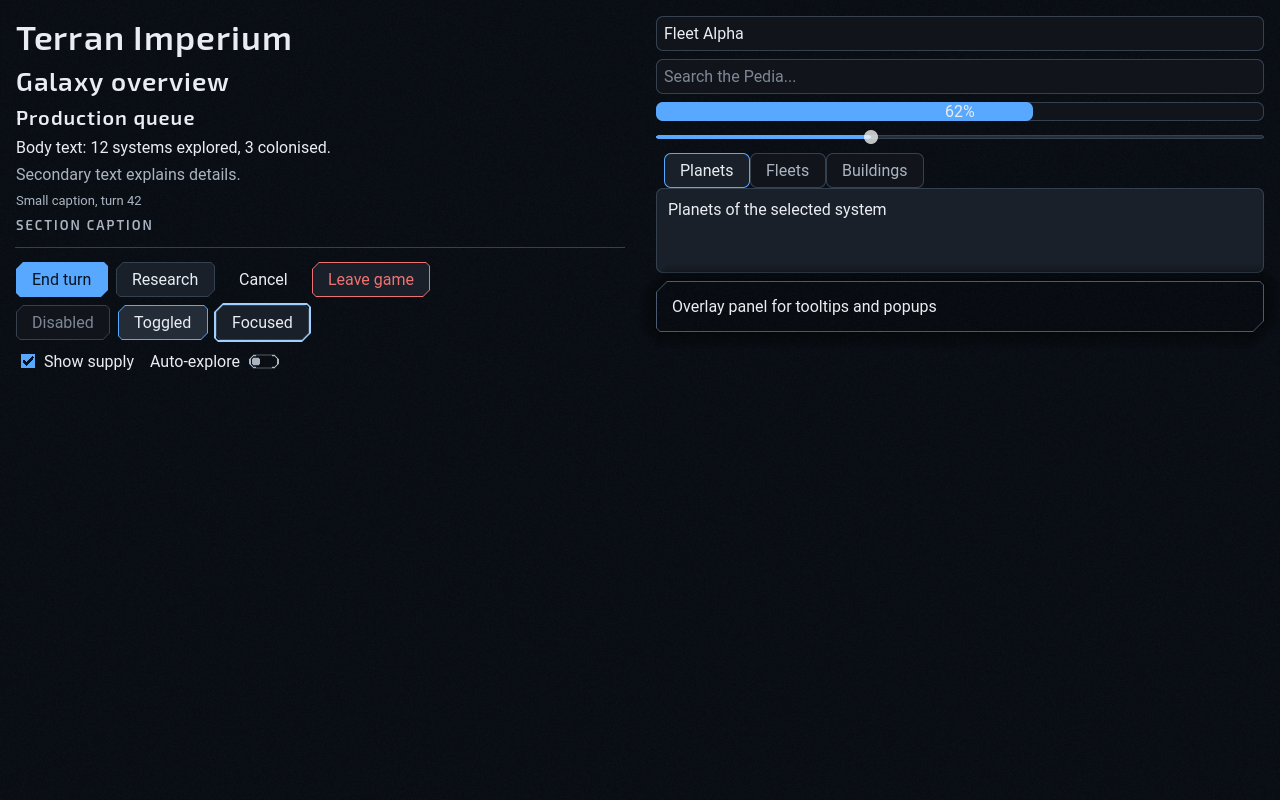 Terran Imperium
Galaxy overview
Production queue
Body text: 12 systems explored, 3 colonised.
Secondary text explains details.
Small caption, turn 42
SECTION CAPTION
End turn
Research
Cancel
Leave game
Disabled
Toggled
Focused
Show supply
Auto-explore
Fleet Alpha
Search the Pedia...
62%
Planets
Fleets
Buildings
Planets of the selected system
Overlay panel for tooltips and popups